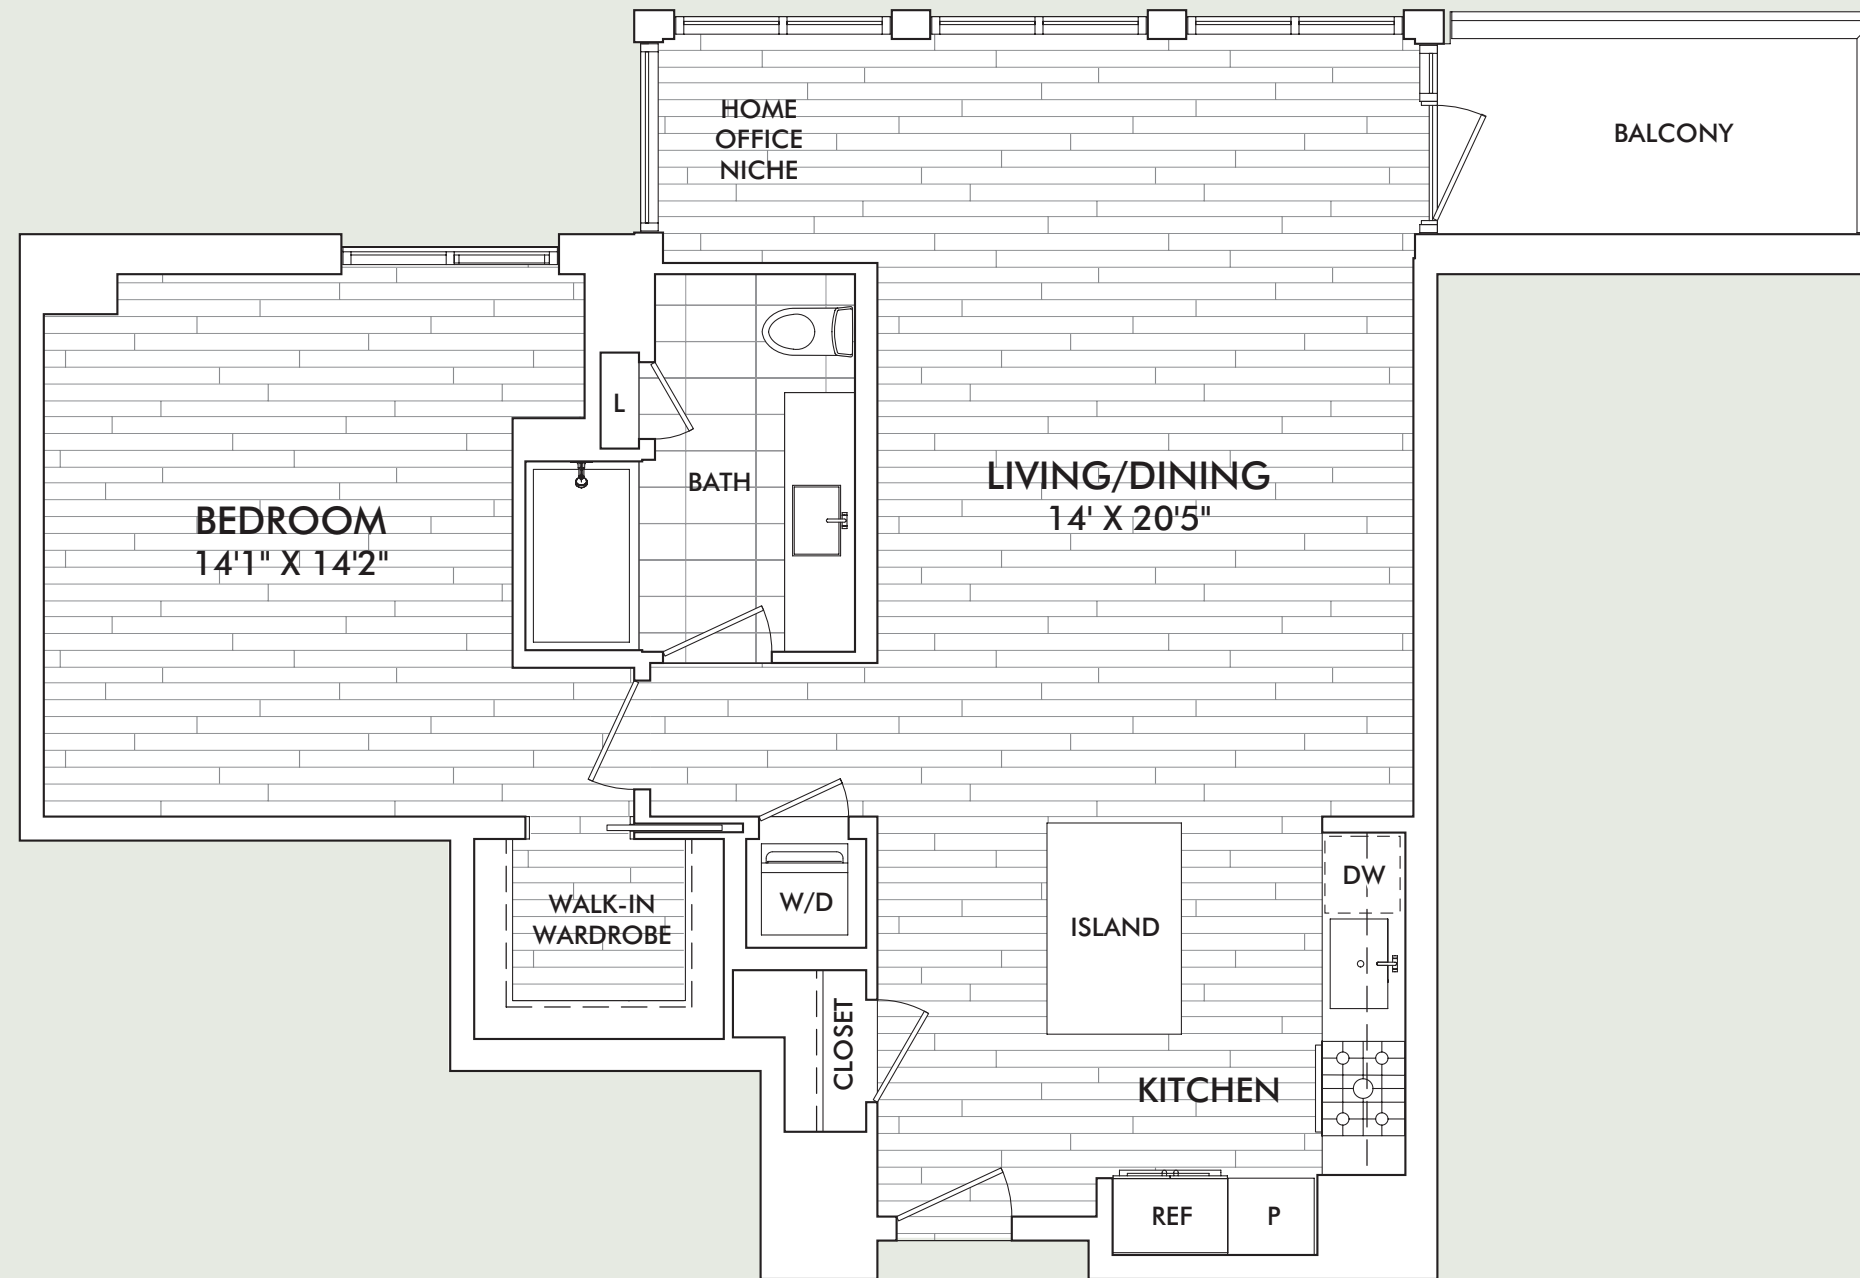 HOME
OFFICE
NICHE
BALCONY
L
BATH
LIVING/DINING
14' X 20'5"
BEDROOM
14'1" X 14'2"
WALK-IN
WARDROBE
W/D
ISLAND
DW
CLOSET
KITCHEN
REF
P